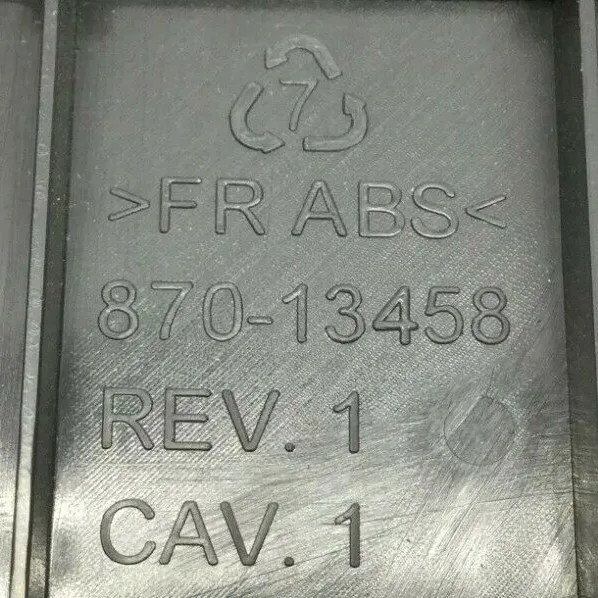 7
>FR ABS<
870-13458
REV. 1
CAV. 1